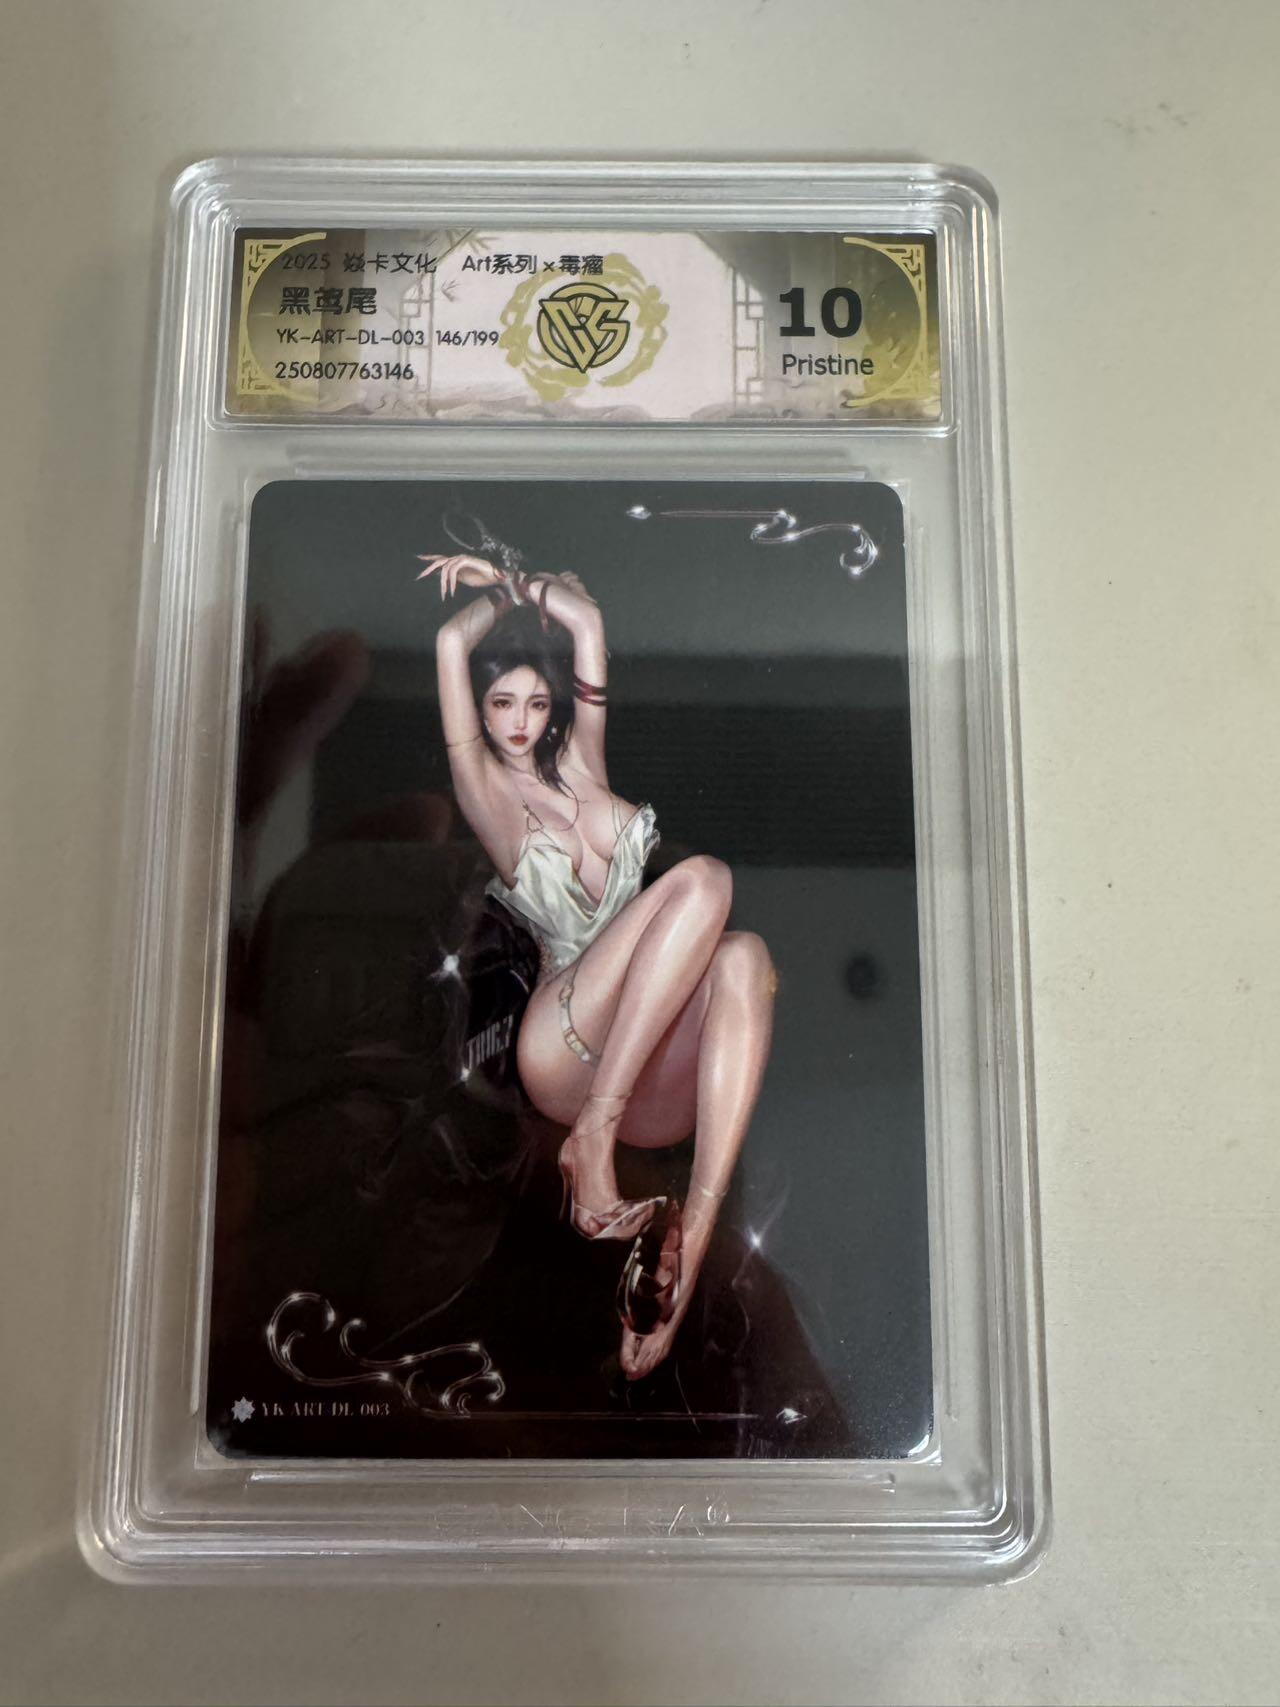 2025 焱卡文化 Art系列×毒瘤
黑鸢尾
YK-ART-DL-003 146/199
250807763146
10
Pristine
YK ART DL 003